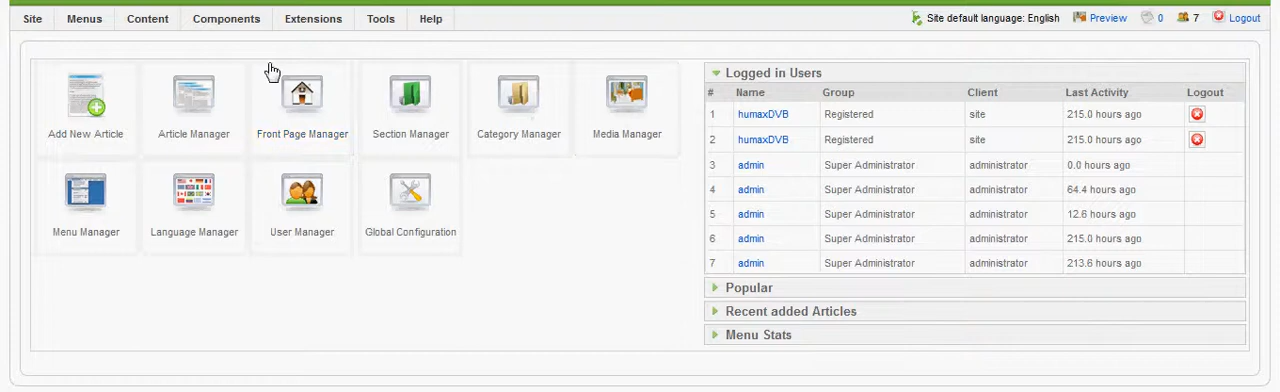 Site Menus Content Components Extensions Tools Help Site default language: English Preview 0 7 Logout
Add New Article Article Manager Front Page Manager Section Manager Category Manager Media Manager
Menu Manager Language Manager User Manager Global Configuration
Logged in Users
# Name Group Client Last Activity Logout
1 humaxDVB Registered site 215.0 hours ago
2 humaxDVB Registered site 215.0 hours ago
3 admin Super Administrator administrator 0.0 hours ago
4 admin Super Administrator administrator 64.4 hours ago
5 admin Super Administrator administrator 12.6 hours ago
6 admin Super Administrator administrator 215.0 hours ago
7 admin Super Administrator administrator 213.6 hours ago
Popular
Recent added Articles
Menu Stats